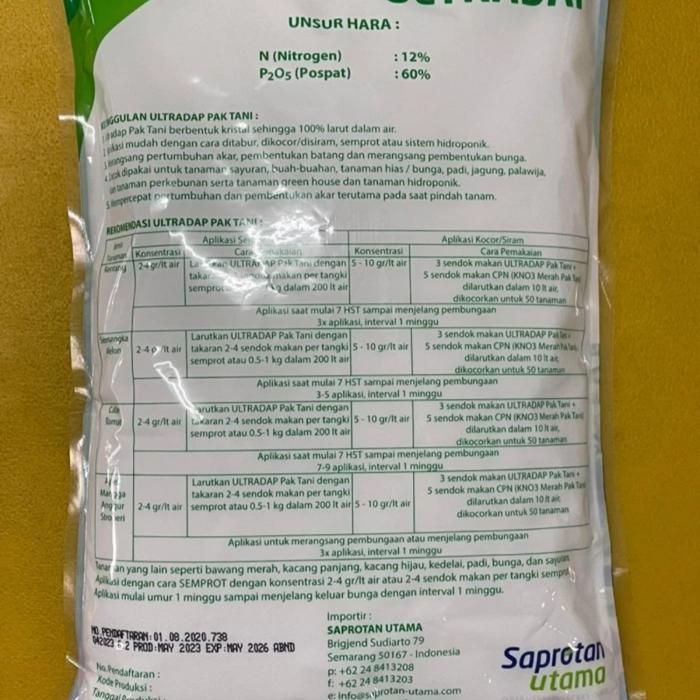 UNSUR HARA :
N (Nitrogen) : 12%
P2O5 (Pospat) : 60%
ULTRADAP PAK TANI :
Pak Tani berbentuk kristal sehingga 100% larut dalam air.
mudah dengan cara ditabur, dikocor/disiram, semprot atau sistem hidroponik.
pertumbuhan akar, pembentukan batang dan merangsang pembentukan bunga.
dipakai untuk tanaman sayuran, buah-buahan, tanaman hias / bunga, padi, jagung, palawija,
tanaman perkebunan serta tanaman green house dan tanaman hidroponik.
5. Mempercepat pertumbuhan dan pembentukan akar terutama pada saat pindah tanam.
REKOMENDASI ULTRADAP PAK TANI :
Aplikasi Aplikasi Kocor/Siram
Tanaman Konsentrasi Cara Konsentrasi Cara Pemakaian
Kentang 2-4 gr/lt air ULTRADAP Pak Tani dengan 5 - 10 gr/lt air 3 sendok makan ULTRADAP Pak Tani +
makan per tangki 5 sendok makan CPN (KNO3 Merah Pak
dalam 200 lt air dilarutkan dalam 10 lt air,
dikocorkan untuk 50 tanaman
Aplikasi saat mulai 7 HST sampai menjelang pembungaan
3x aplikasi, interval 1 minggu
Semangka Larutkan ULTRADAP Pak Tani dengan 3 sendok makan ULTRADAP Pak
Melon 2-4 gr/lt air takaran 2-4 sendok makan per tangki 5 - 10 gr/lt air 5 sendok makan CPN (KNO3 Merah
semprot atau 0.5-1 kg dalam 200 lt air dilarutkan dalam 10 lt air,
dikocorkan untuk 50 tanaman
Aplikasi saat mulai 7 HST sampai menjelang pembungaan
3-5 aplikasi, interval 1 minggu
Cabe Larutkan ULTRADAP Pak Tani dengan 3 sendok makan ULTRADAP Pak Tani +
Tomat 2-4 gr/lt air takaran 2-4 sendok makan per tangki 5 - 10 gr/lt air 5 sendok makan CPN (KNO3 Merah Pak Tani
semprot atau 0.5-1 kg dalam 200 lt air dilarutkan dalam 10 lt air,
dikocorkan untuk 50 tanaman
Aplikasi saat mulai 7 HST sampai menjelang pembungaan
7-9 aplikasi, interval 1 minggu
Apel Larutkan ULTRADAP Pak Tani dengan 3 sendok makan ULTRADAP Pak Tani +
Mangga takaran 2-4 sendok makan per tangki 5 sendok makan CPN (KNO3 Merah Pak Tani
Anggur 2-4 gr/lt air semprot atau 0.5-1 kg dalam 200 lt air 5 - 10 gr/lt air dilarutkan dalam 10 lt air,
Stroberi dikocorkan untuk 50 tanaman
Aplikasi untuk merangsang pembungaan atau menjelang pembungaan
3x aplikasi, interval 1 minggu
Tanaman yang lain seperti bawang merah, kacang panjang, kacang hijau, kedelai, padi, bunga, dan sayuran
Aplikasi dengan cara SEMPROT dengan konsentrasi 2-4 gr/lt air atau 2-4 sendok makan per tangki semprot
Aplikasi mulai umur 1 minggu sampai menjelang keluar bunga dengan interval 1 minggu.
NO. PENDAFTARAN: 01.08.2020.738
PROD:MAY 2023 EXP:MAY 2026 ABMD
No. Pendaftaran :
Kode Produksi :
Importir :
SAPROTAN UTAMA
Brigjend Sudiarto 79
Semarang 50167 - Indonesia
p: +62 24 8413208
f: +62 24 8413203
e: info@saprotan-utama.com
Saprotan
utama